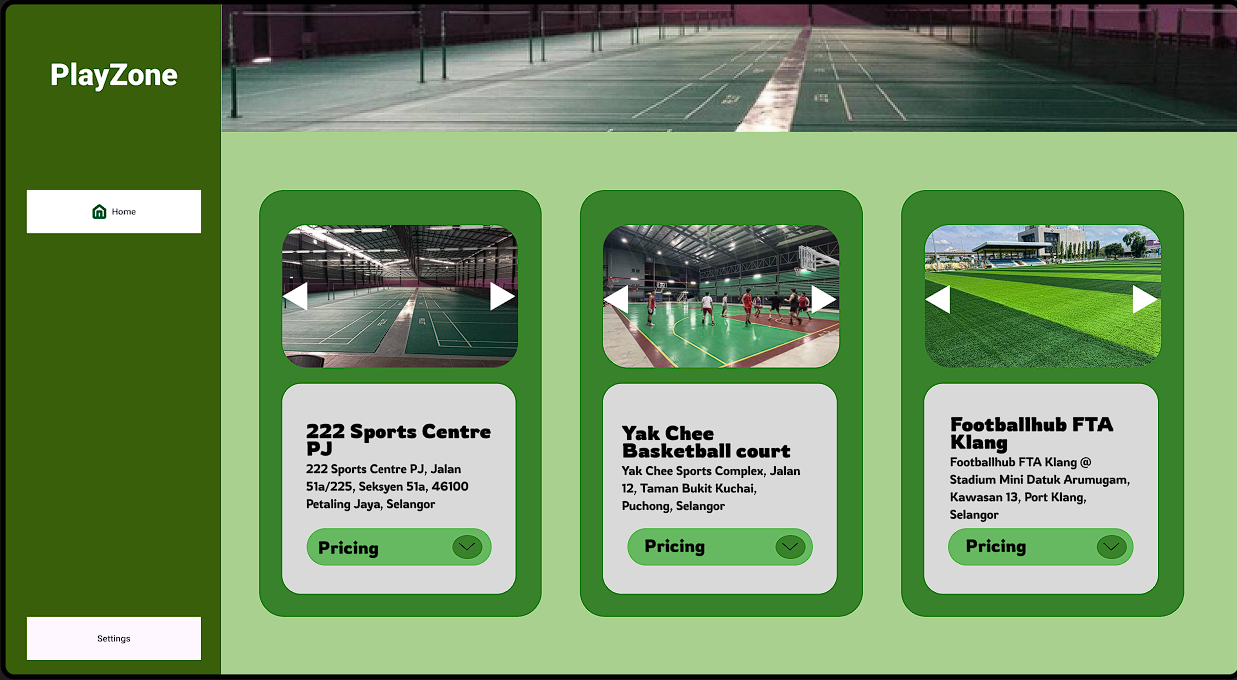 PlayZone
Home
222 Sports Centre
PJ
222 Sports Centre PJ, Jalan
51a/225, Seksyen 51a, 46100
Petaling Jaya, Selangor
Pricing
Yak Chee
Basketball court
Yak Chee Sports Complex, Jalan
12, Taman Bukit Kuchai,
Puchong, Selangor
Pricing
Footballhub FTA
Klang
Footballhub FTA Klang @
Stadium Mini Datuk Arumugam,
Kawasan 13, Port Klang,
Selangor
Pricing
Settings